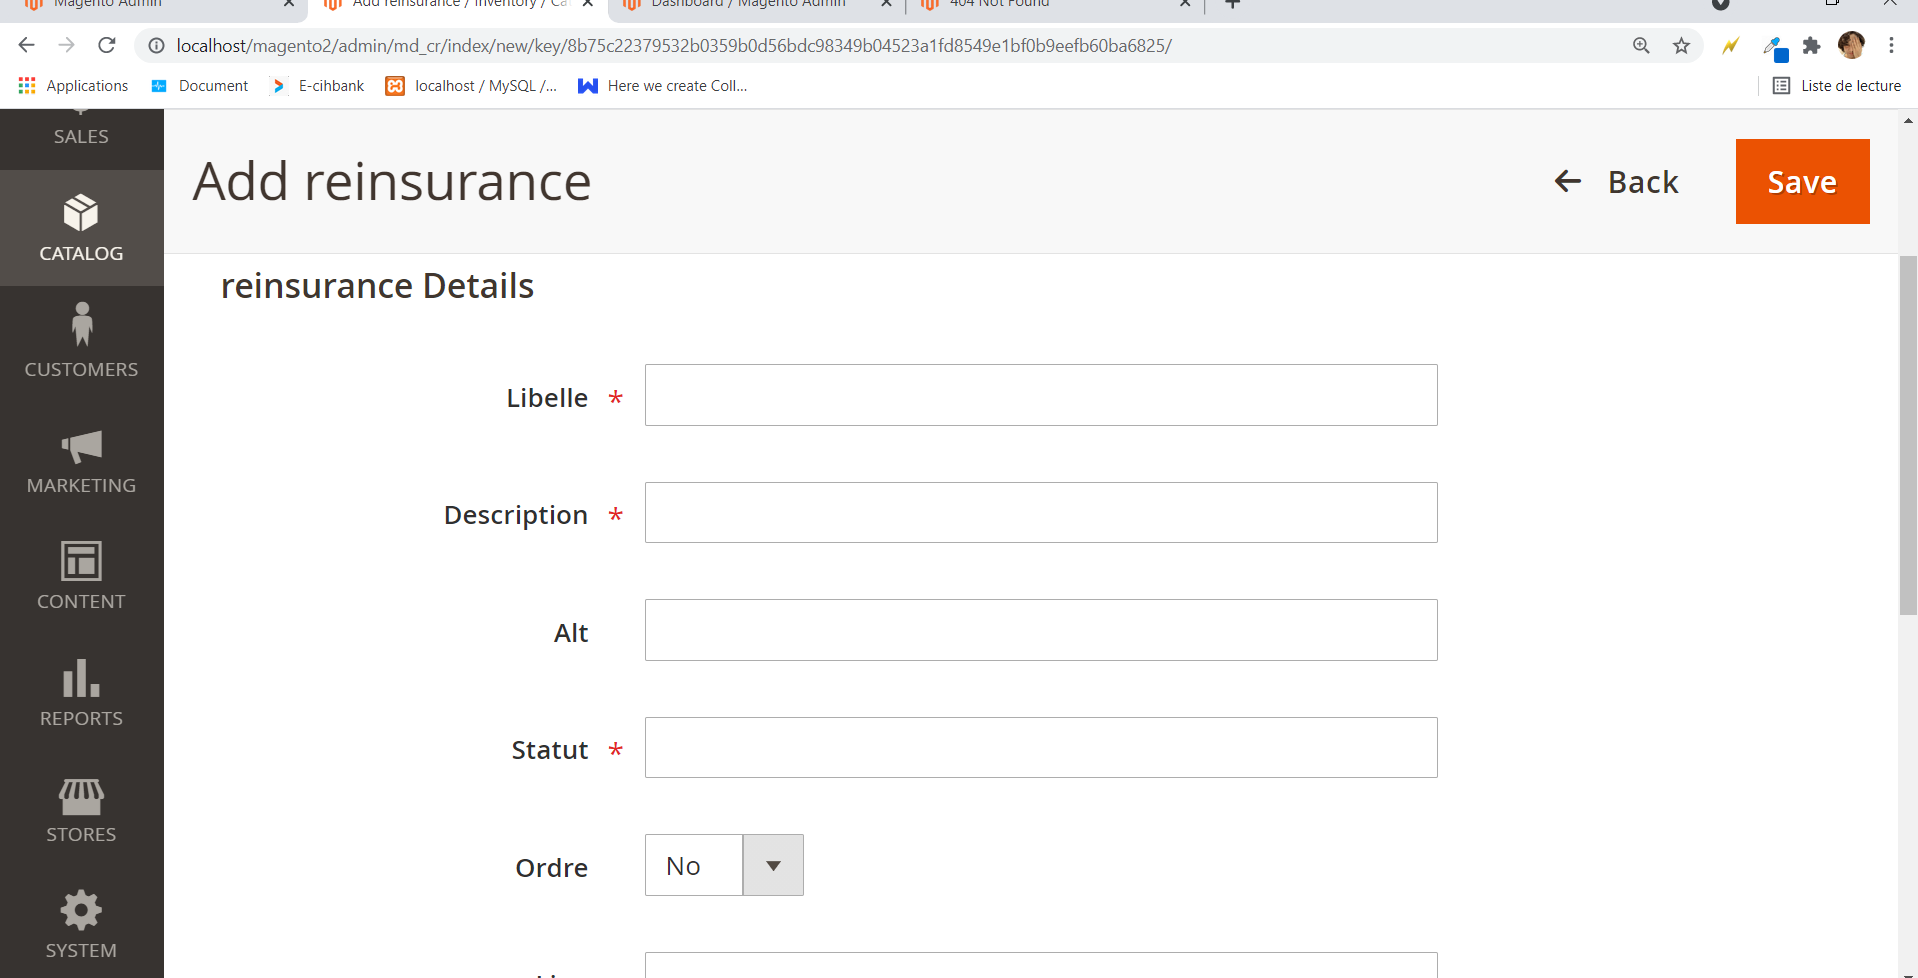 Magento Admin
Add reinsurance / Inventory / Ca
Dashboard / Magento Admin
404 Not Found
localhost/magento2/admin/md_cr/index/new/key/8b75c22379532b0359b0d56bdc98349b04523a1fd8549e1bf0b9eefb60ba6825/
Applications
Document
E-cihbank
localhost / MySQL /...
Here we create Coll...
Liste de lecture
SALES
CATALOG
CUSTOMERS
MARKETING
CONTENT
REPORTS
STORES
SYSTEM
Add reinsurance
Back
Save
reinsurance Details
Libelle *
Description *
Alt
Statut *
Ordre
No